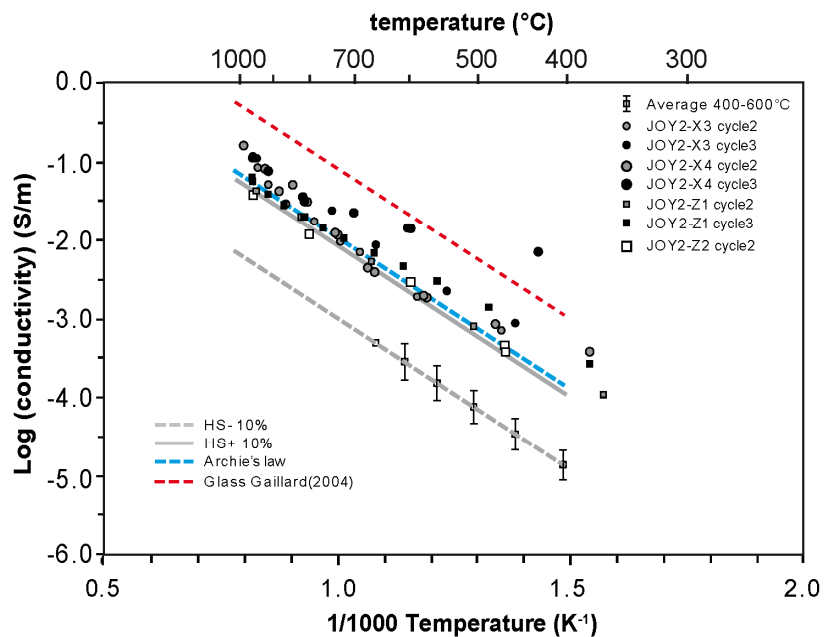 temperature (°C)
1000 700 500 400 300
0.0
-1.0
-2.0
-3.0
-4.0
-5.0
-6.0
Log (conductivity) (S/m)
Average 400-600°C
JOY2-X3 cycle2
JOY2-X3 cycle3
JOY2-X4 cycle2
JOY2-X4 cycle3
JOY2-Z1 cycle2
JOY2-Z1 cycle3
JOY2-Z2 cycle2
HS- 10%
HS+ 10%
Archie's law
Glass Gaillard(2004)
0.5 1.0 1.5 2.0
1/1000 Temperature (K-1)